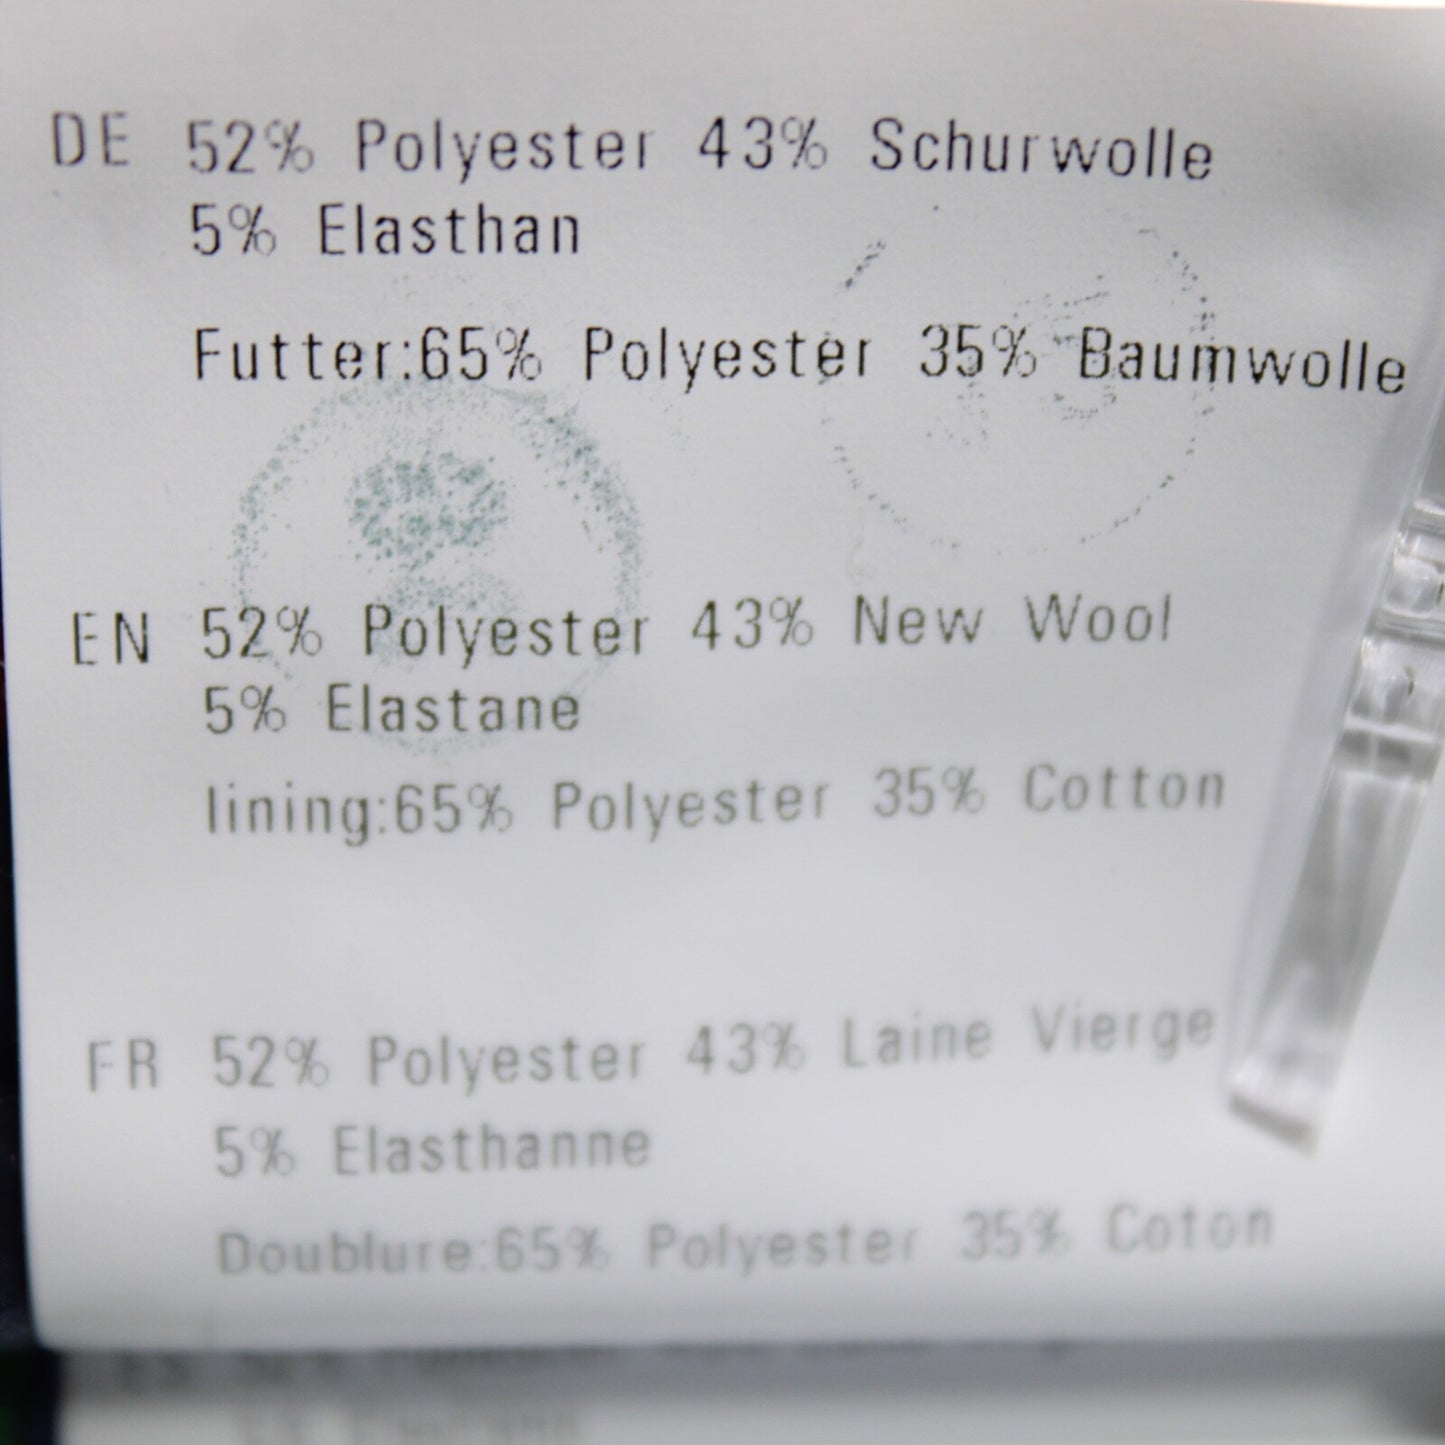 DE 52% Polyester 43% Schurwolle
5% Elasthan
Futter:65% Polyester 35% Baumwolle
EN 52% Polyester 43% New Wool
5% Elastane
lining:65% Polyester 35% Cotton
FR 52% Polyester 43% Laine Vierge
5% Elasthanne
Doublure:65% Polyester 35% Coton